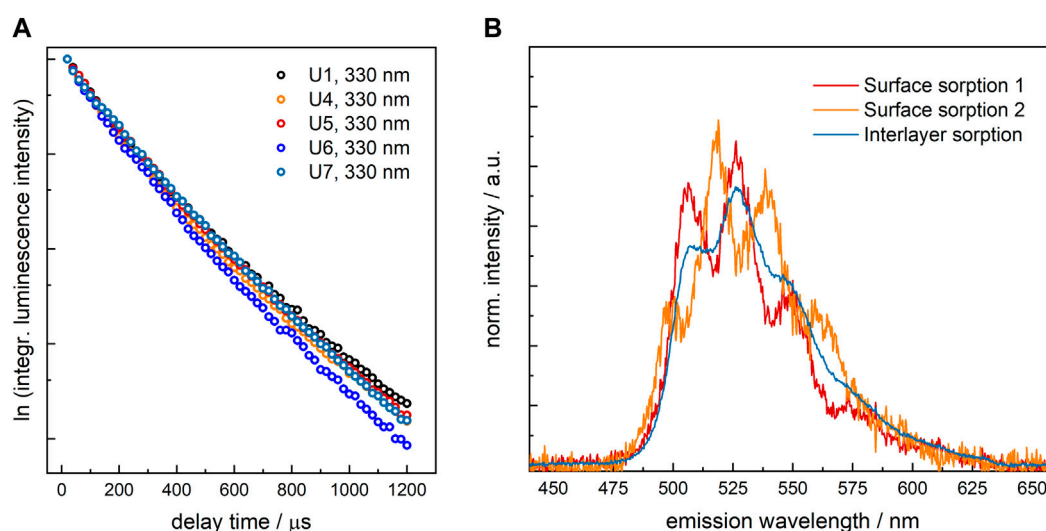 A
ln (integr. luminescence intensity)
U1, 330 nm
U4, 330 nm
U5, 330 nm
U6, 330 nm
U7, 330 nm
0 200 400 600 800 1000 1200
delay time / μs
B
norm. intensity / a.u.
Surface sorption 1
Surface sorption 2
Interlayer sorption
450 475 500 525 550 575 600 625 650
emission wavelength / nm